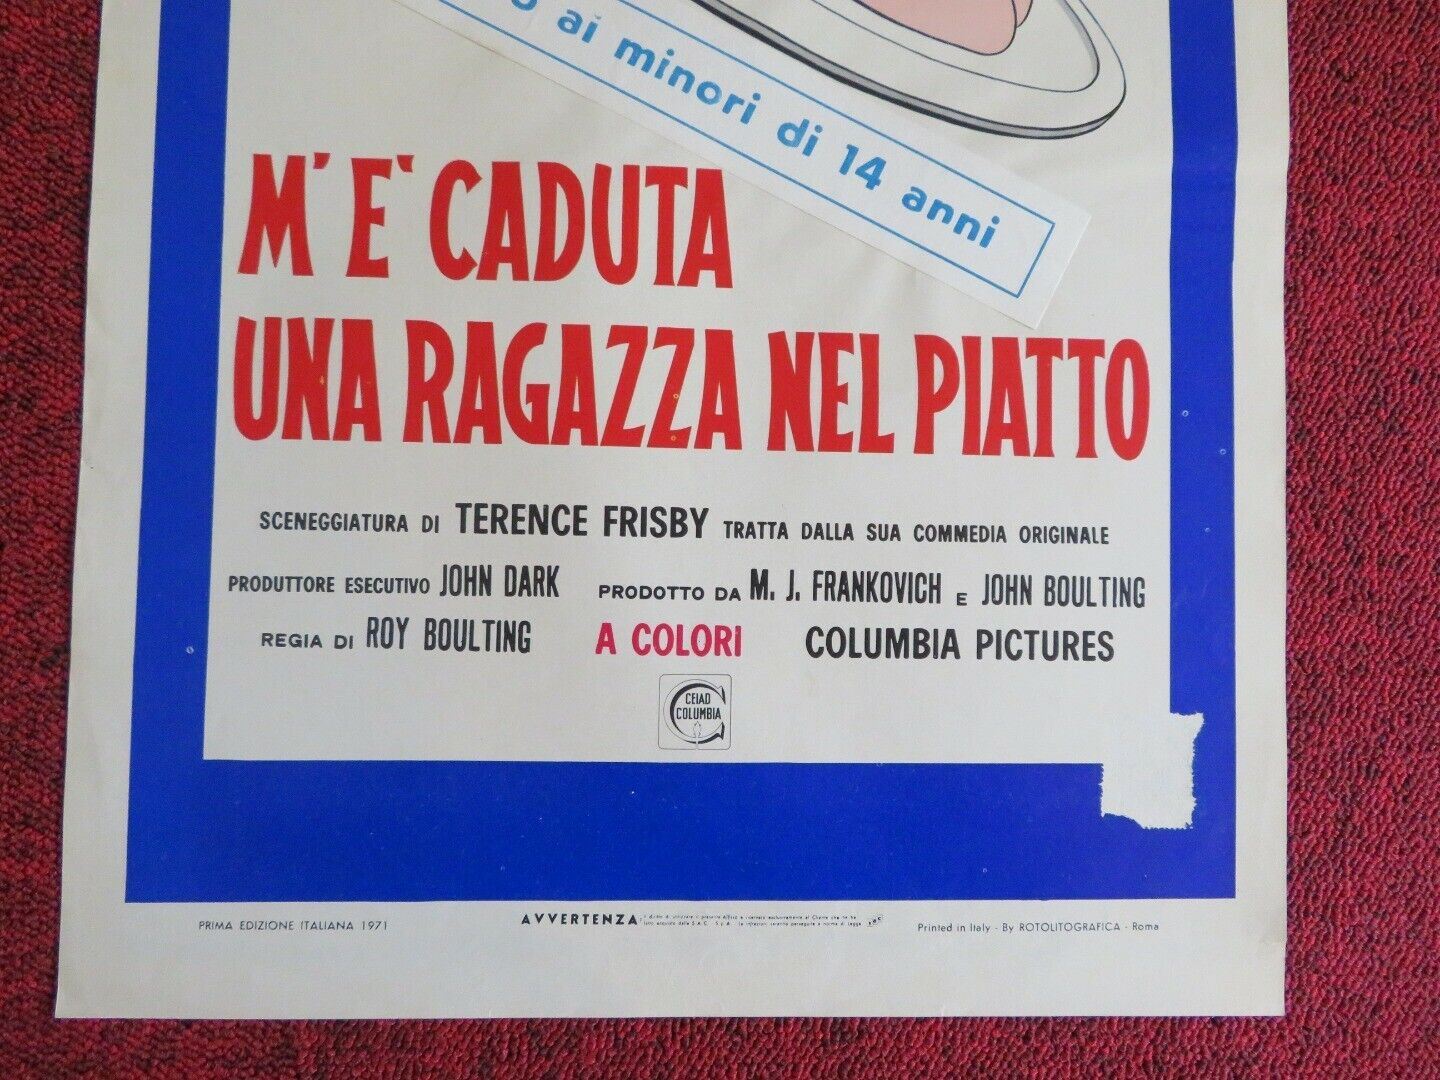 ai minori di 14 anni
M'E' CADUTA
UNA RAGAZZA NEL PIATTO
SCENEGGIATURA DI TERENCE FRISBY TRATTA DALLA SUA COMMEDIA ORIGINALE
PRODUTTORE ESECUTIVO JOHN DARK PRODOTTO DA M. J. FRANKOVICH E JOHN BOULTING
REGIA DI ROY BOULTING A COLORI COLUMBIA PICTURES
CEIAD
COLUMBIA
PRIMA EDIZIONE ITALIANA 1971 AVVERTENZA Printed in Italy - By ROTOLITOGRAFICA - Roma